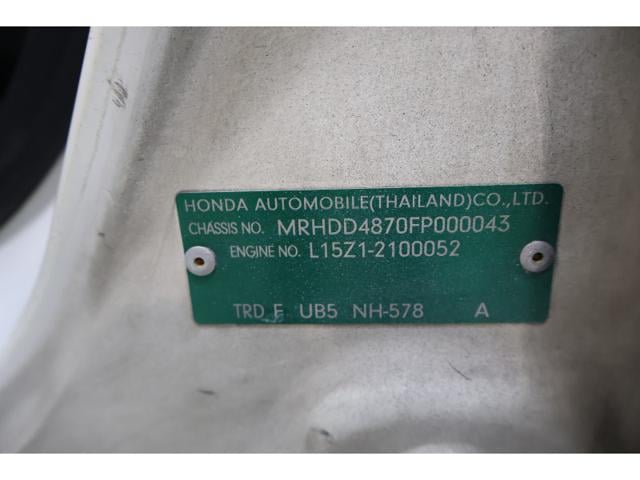 HONDA AUTOMOBILE(THAILAND)CO.,LTD.
CHASSIS NO. MRHDD4870FP000043
ENGINE NO. L15Z1-2100052
TRD F UB5 NH-578 A